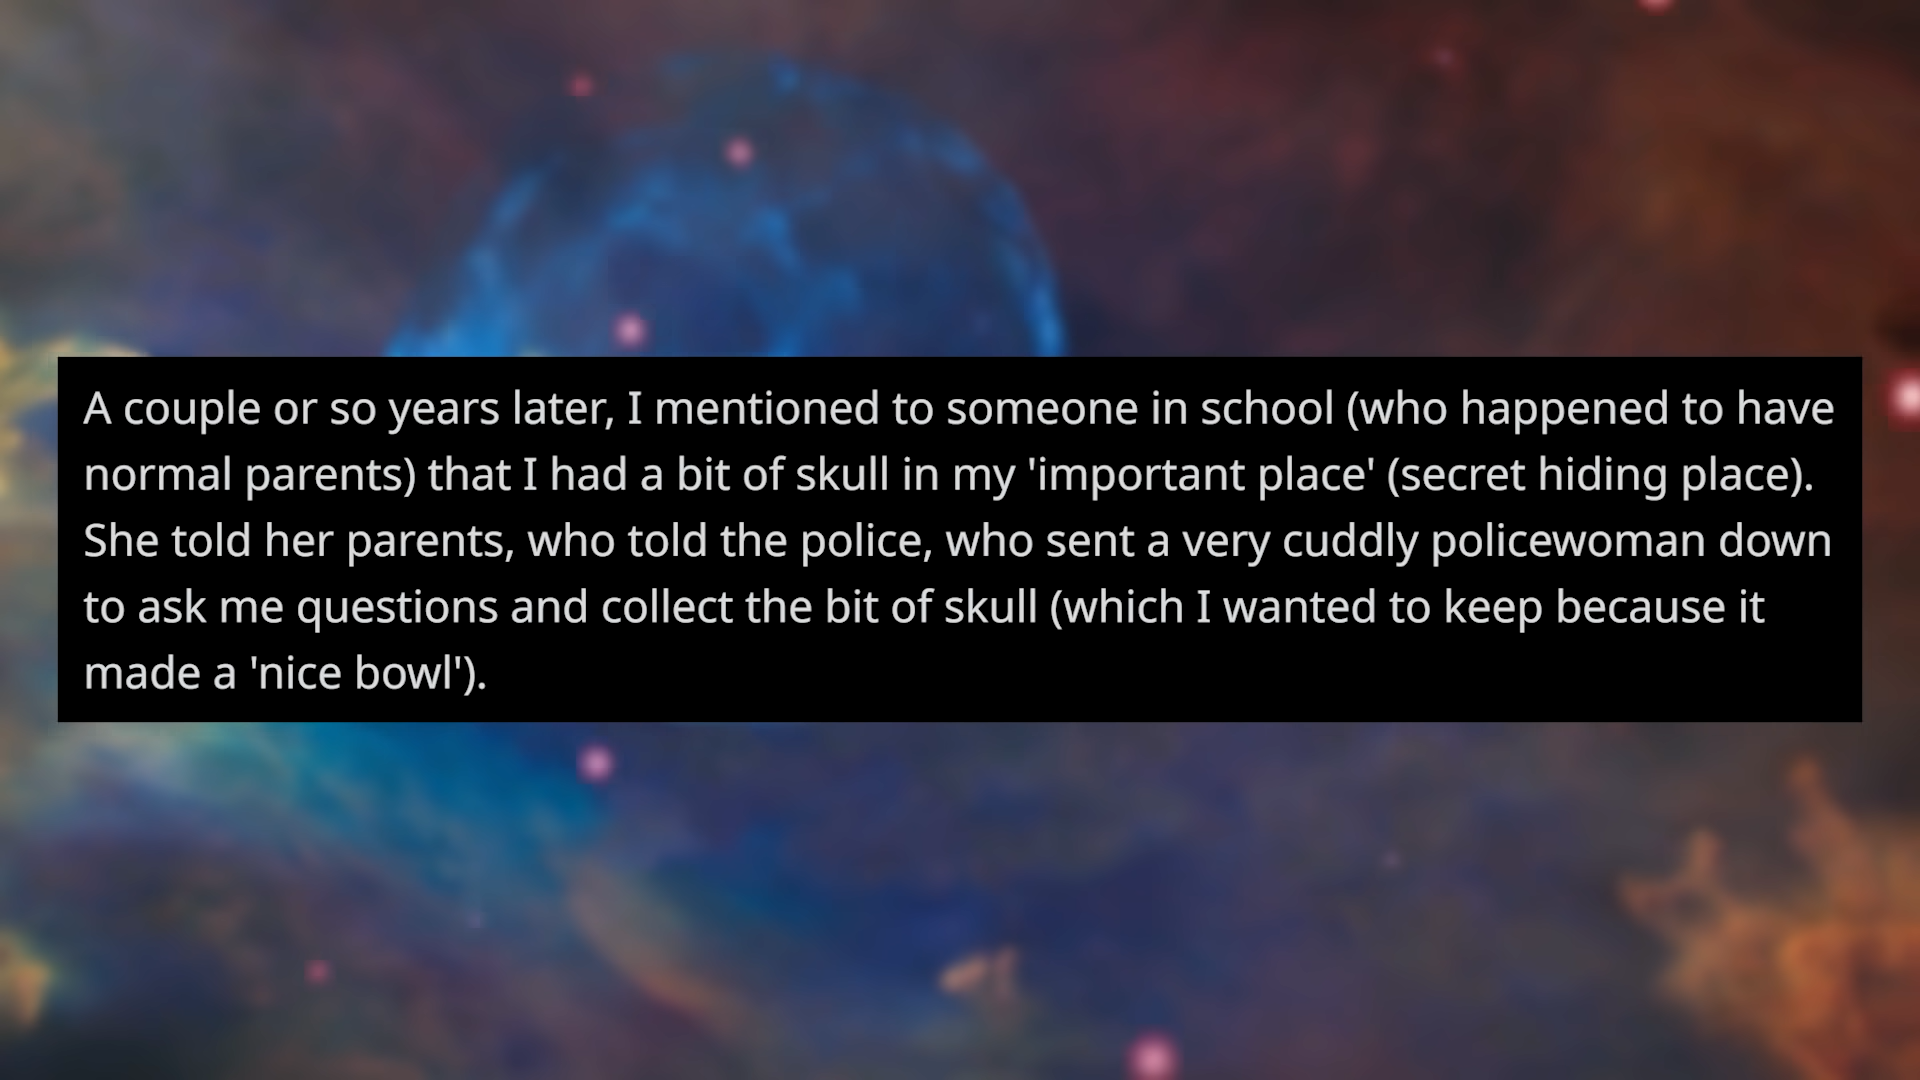 A couple or so years later, I mentioned to someone in school (who happened to have
normal parents) that I had a bit of skull in my 'important place' (secret hiding place).
She told her parents, who told the police, who sent a very cuddly policewoman down
to ask me questions and collect the bit of skull (which I wanted to keep because it
made a 'nice bowl').